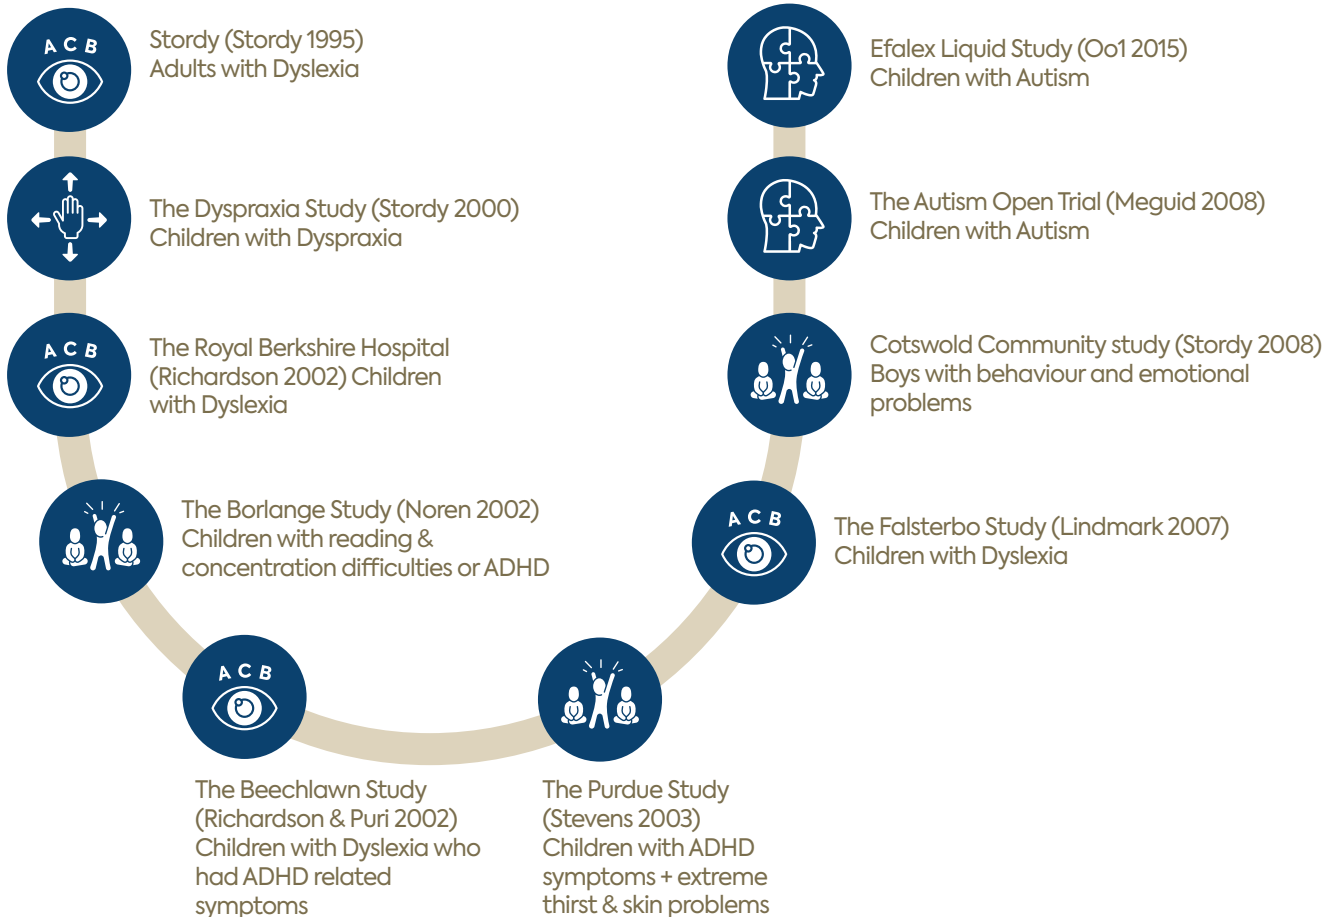 A C B
Stordy (Stordy 1995)
Adults with Dyslexia
The Dyspraxia Study (Stordy 2000)
Children with Dyspraxia
A C B
The Royal Berkshire Hospital
(Richardson 2002) Children
with Dyslexia
The Borlange Study (Noren 2002)
Children with reading &
concentration difficulties or ADHD
A C B
The Beechlawn Study
(Richardson & Puri 2002)
Children with Dyslexia who
had ADHD related
symptoms
The Purdue Study
(Stevens 2003)
Children with ADHD
symptoms + extreme
thirst & skin problems
A C B
The Falsterbo Study (Lindmark 2007)
Children with Dyslexia
Cotswold Community study (Stordy 2008)
Boys with behaviour and emotional
problems
The Autism Open Trial (Meguid 2008)
Children with Autism
Efalex Liquid Study (Oo1 2015)
Children with Autism